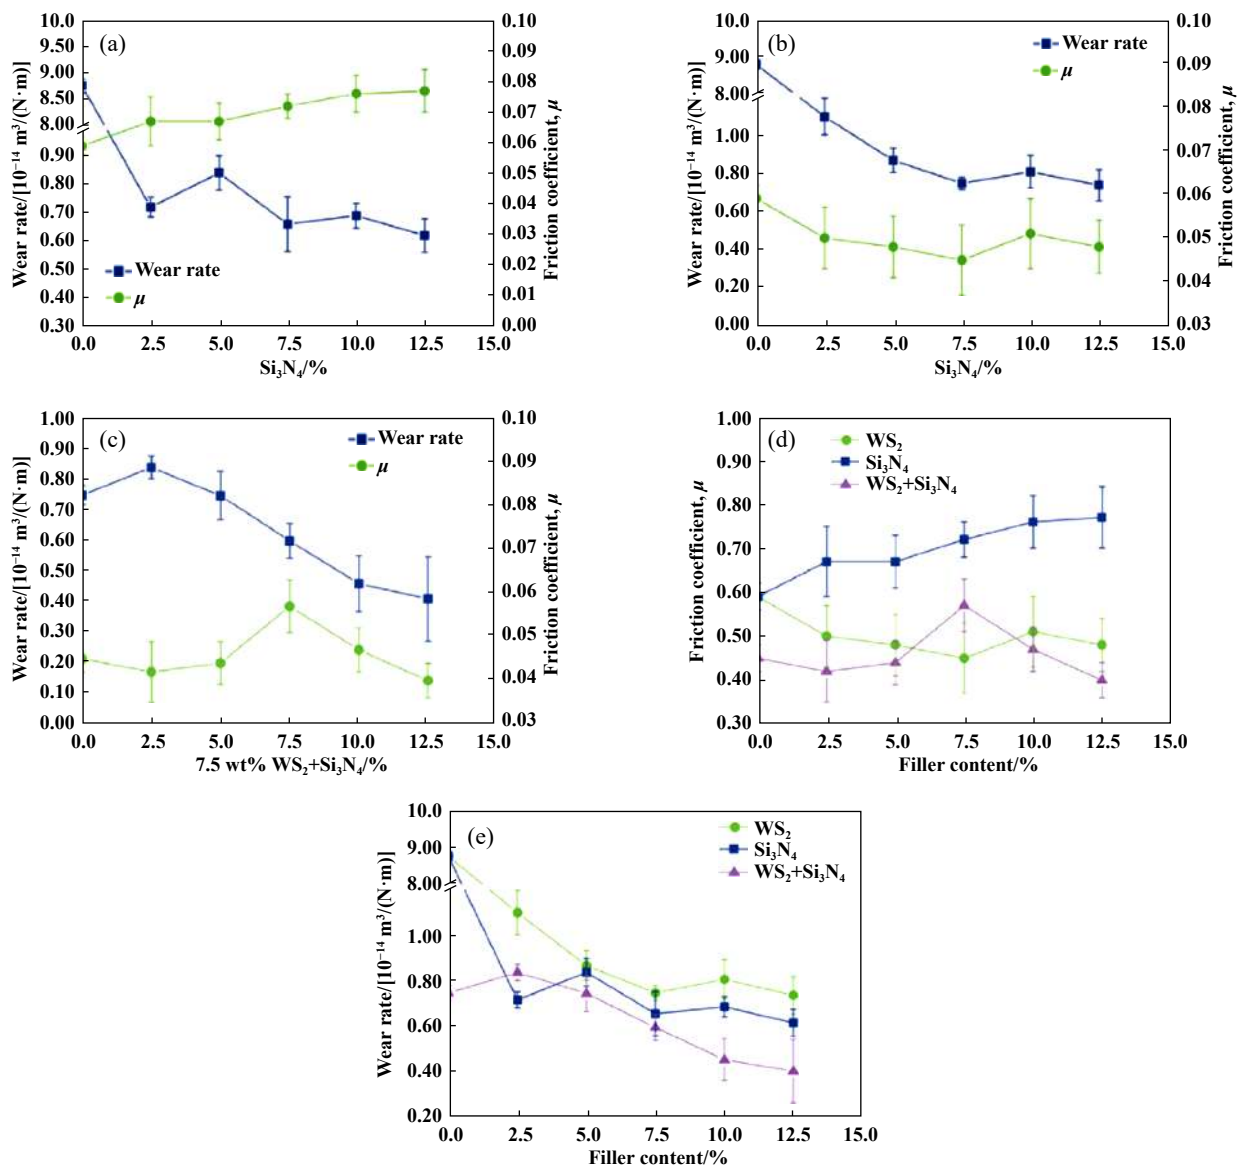 (a)
10.0
9.50
9.00
8.50
8.00
0.90
0.80
0.70
0.60
0.50
0.40
0.30
Wear rate/[10⁻¹⁴ m³/(N·m)]
0.10
0.09
0.08
0.07
0.06
0.05
0.04
0.03
0.02
0.01
0.00
Friction coefficient, μ
Wear rate
μ
0.0 2.5 5.0 7.5 10.0 12.5 15.0
Si₃N₄/%
(b)
10.0
9.00
8.00
1.00
0.80
0.60
0.40
0.20
0.00
Wear rate/[10⁻¹⁴ m³/(N·m)]
0.10
0.09
0.08
0.07
0.06
0.05
0.04
0.03
Friction coefficient, μ
Wear rate
μ
0.0 2.5 5.0 7.5 10.0 12.5 15.0
Si₃N₄/%
(c)
1.00
0.90
0.80
0.70
0.60
0.50
0.40
0.30
0.20
0.10
0.00
Wear rate/[10⁻¹⁴ m³/(N·m)]
0.10
0.09
0.08
0.07
0.06
0.05
0.04
0.03
Friction coefficient, μ
Wear rate
μ
0.0 2.5 5.0 7.5 10.0 12.5 15.0
7.5 wt% WS₂+Si₃N₄/%
(d)
1.00
0.90
0.80
0.70
0.60
0.50
0.40
0.30
Friction coefficient, μ
WS₂
Si₃N₄
WS₂+Si₃N₄
0.0 2.5 5.0 7.5 10.0 12.5 15.0
Filler content/%
(e)
10.0
9.00
8.00
1.00
0.80
0.60
0.40
0.20
Wear rate/[10⁻¹⁴ m³/(N·m)]
WS₂
Si₃N₄
WS₂+Si₃N₄
0.0 2.5 5.0 7.5 10.0 12.5 15.0
Filler content/%